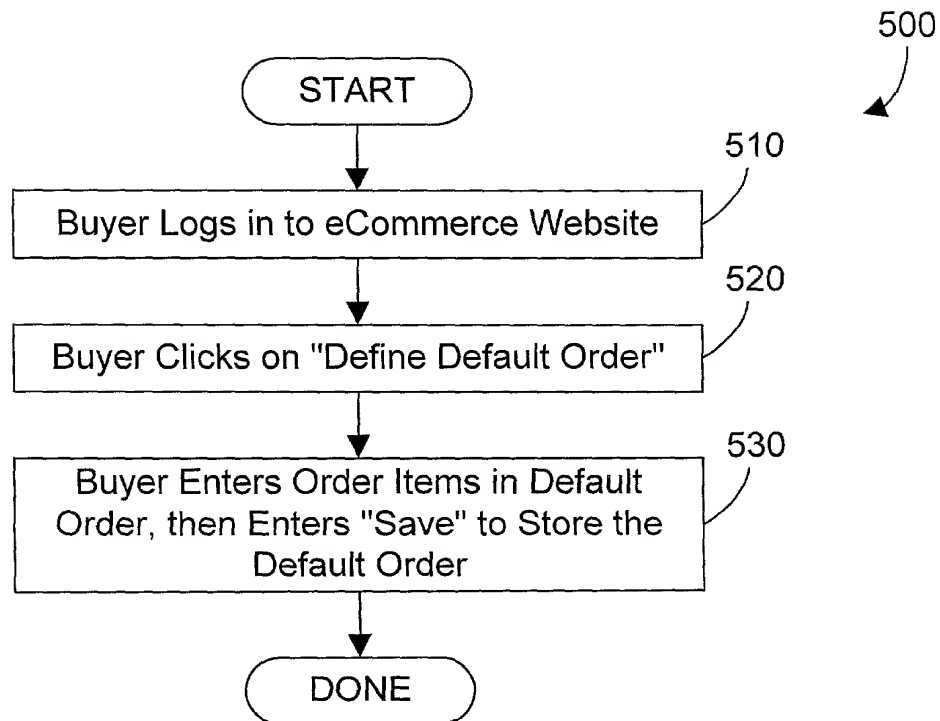 500
START
510
Buyer Logs in to eCommerce Website
520
Buyer Clicks on "Define Default Order"
530
Buyer Enters Order Items in Default
Order, then Enters "Save" to Store the
Default Order
DONE